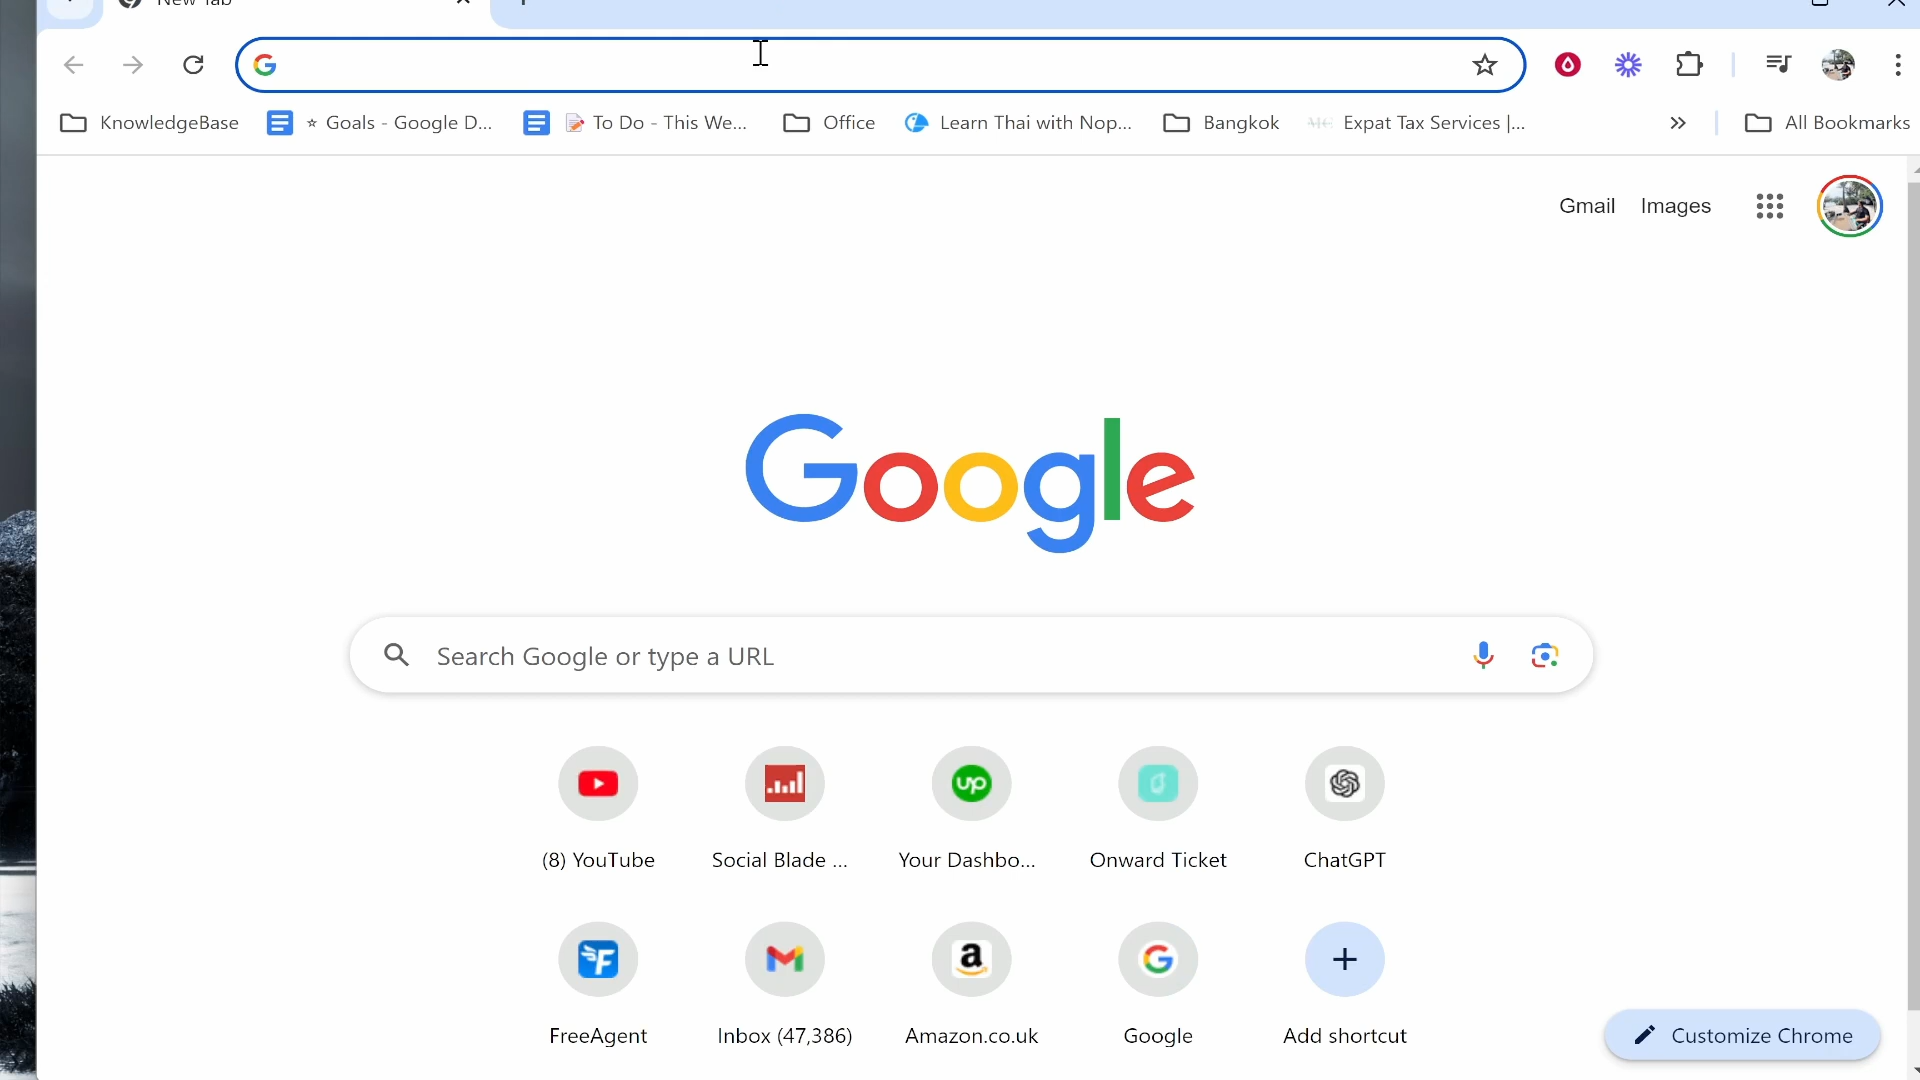 New Tab
KnowledgeBase
* Goals - Google D...
To Do - This We...
Office
Learn Thai with Nop...
Bangkok
Expat Tax Services |...
All Bookmarks
Gmail
Images
Google
Search Google or type a URL
(8) YouTube
Social Blade ...
Your Dashbo...
Onward Ticket
ChatGPT
FreeAgent
Inbox (47,386)
Amazon.co.uk
Google
Add shortcut
Customize Chrome